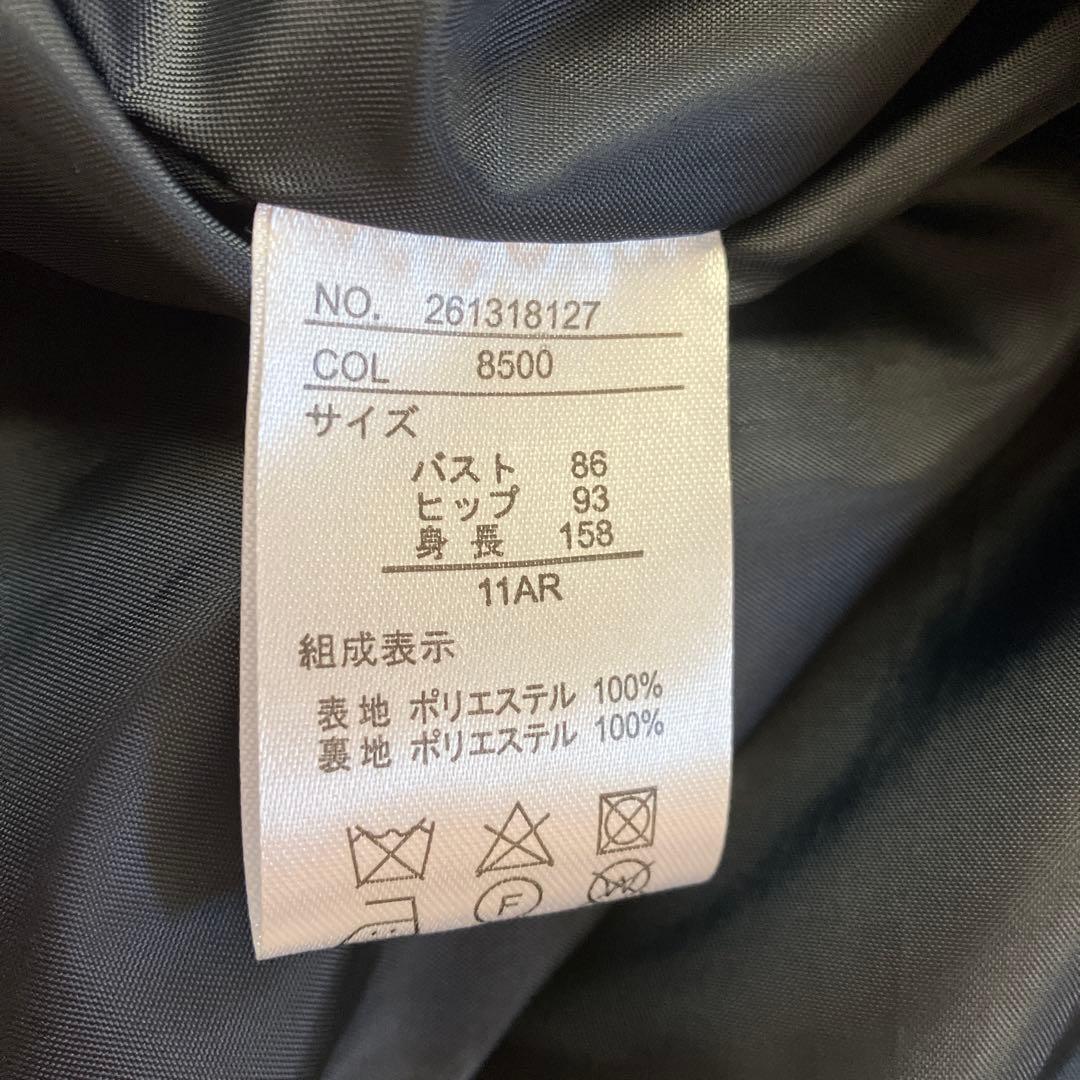 NO. 261318127
COL 8500
サイズ
バスト 86
ヒップ 93
身長 158
11AR
組成表示
表地 ポリエステル 100%
裏地 ポリエステル 100%
F
W